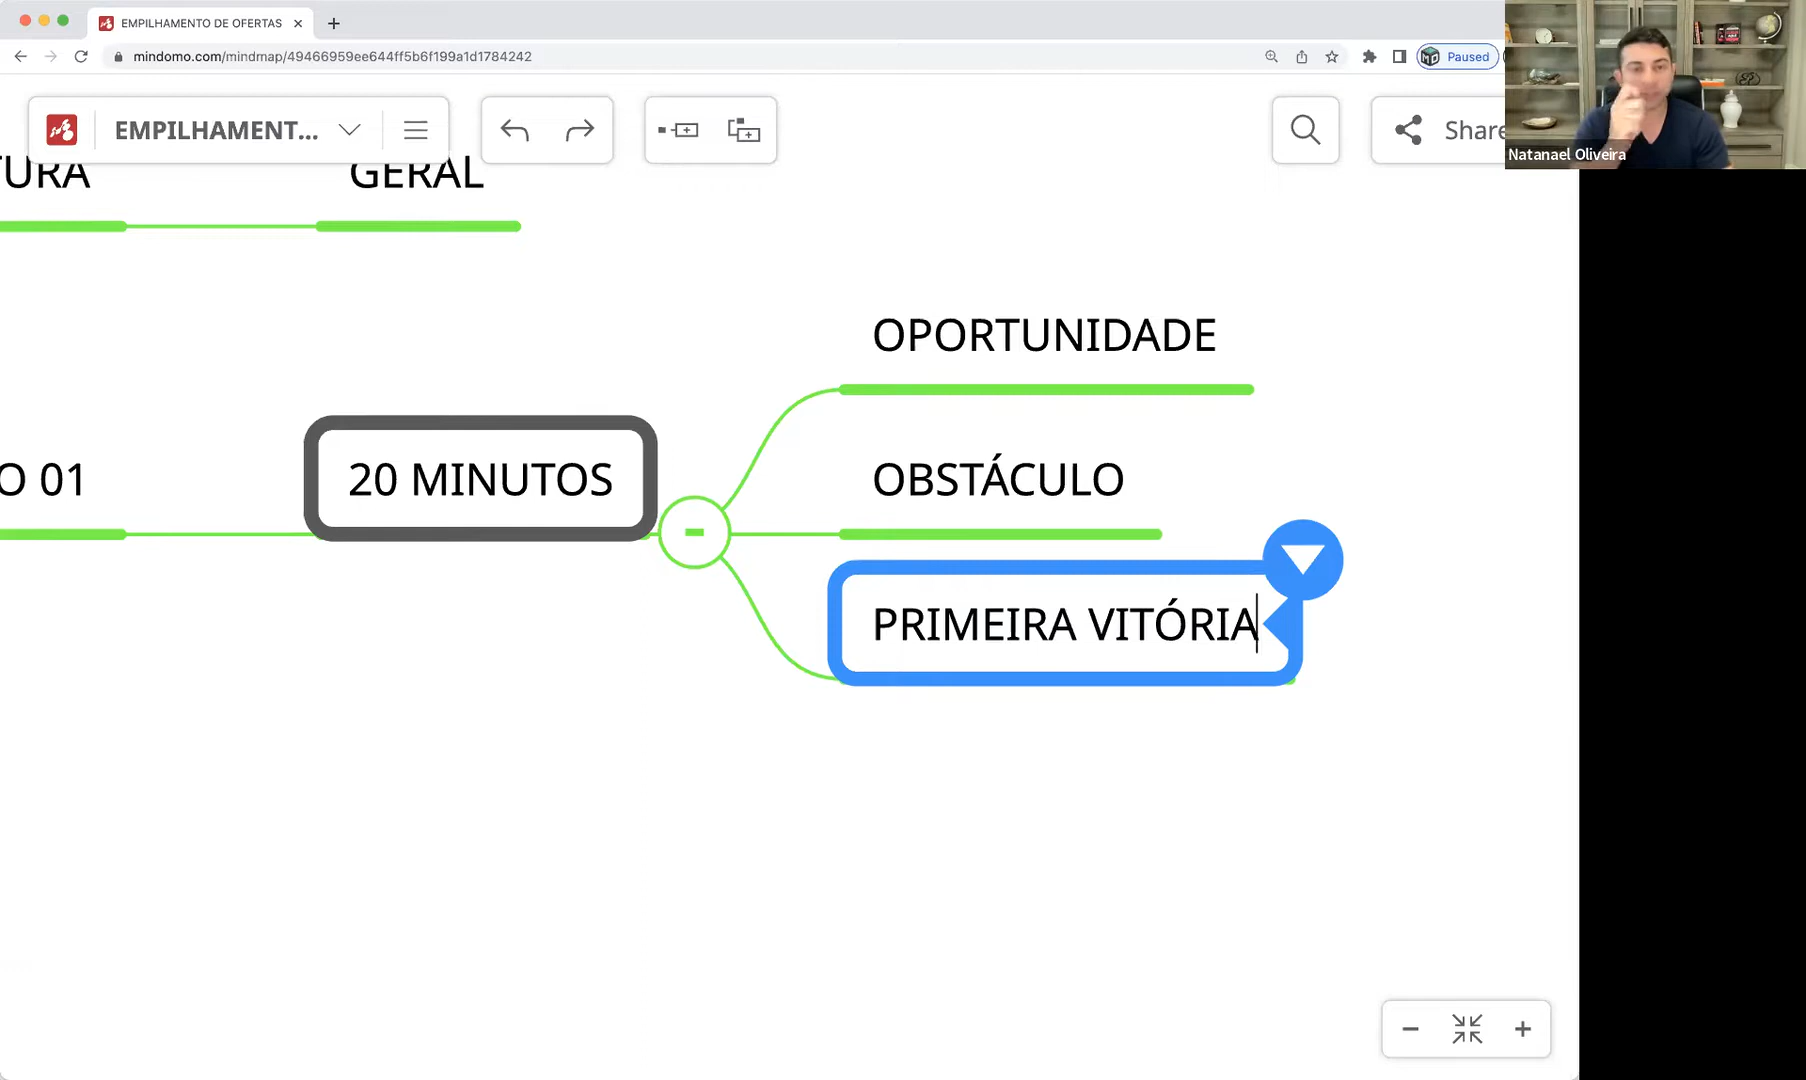 EMPILHAMENTO DE OFERTAS
mindomo.com/mindmap/49466959ee644ff5b6f199a1d1784242
Paused
EMPILHAMENT...
Share
Natanael Oliveira
TURA
GERAL
OPORTUNIDADE
O 01
20 MINUTOS
OBSTÁCULO
PRIMEIRA VITÓRIA